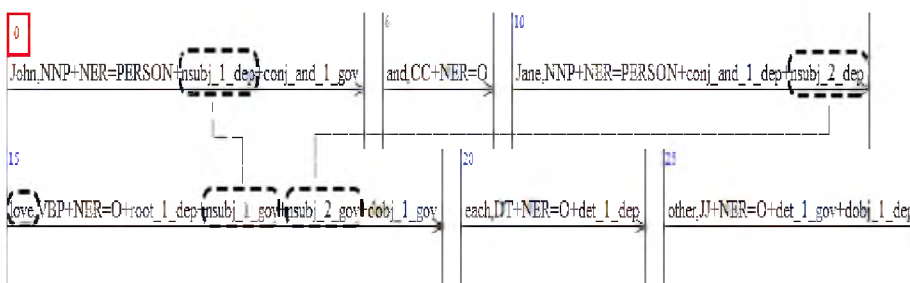 0 6 10
John,NNP+NER=PERSON+nsubj_1_dep+conj_and_1_gov and,CC+NER=O Jane,NNP+NER=PERSON+conj_and_1_dep+nsubj_2_dep
15 20 25
love,VBP+NER=O+root_1_dep+nsubj_1_gov+nsubj_2_gov+dobj_1_gov each,DT+NER=O+det_1_dep other,JJ+NER=O+det_1_gov+dobj_1_dep